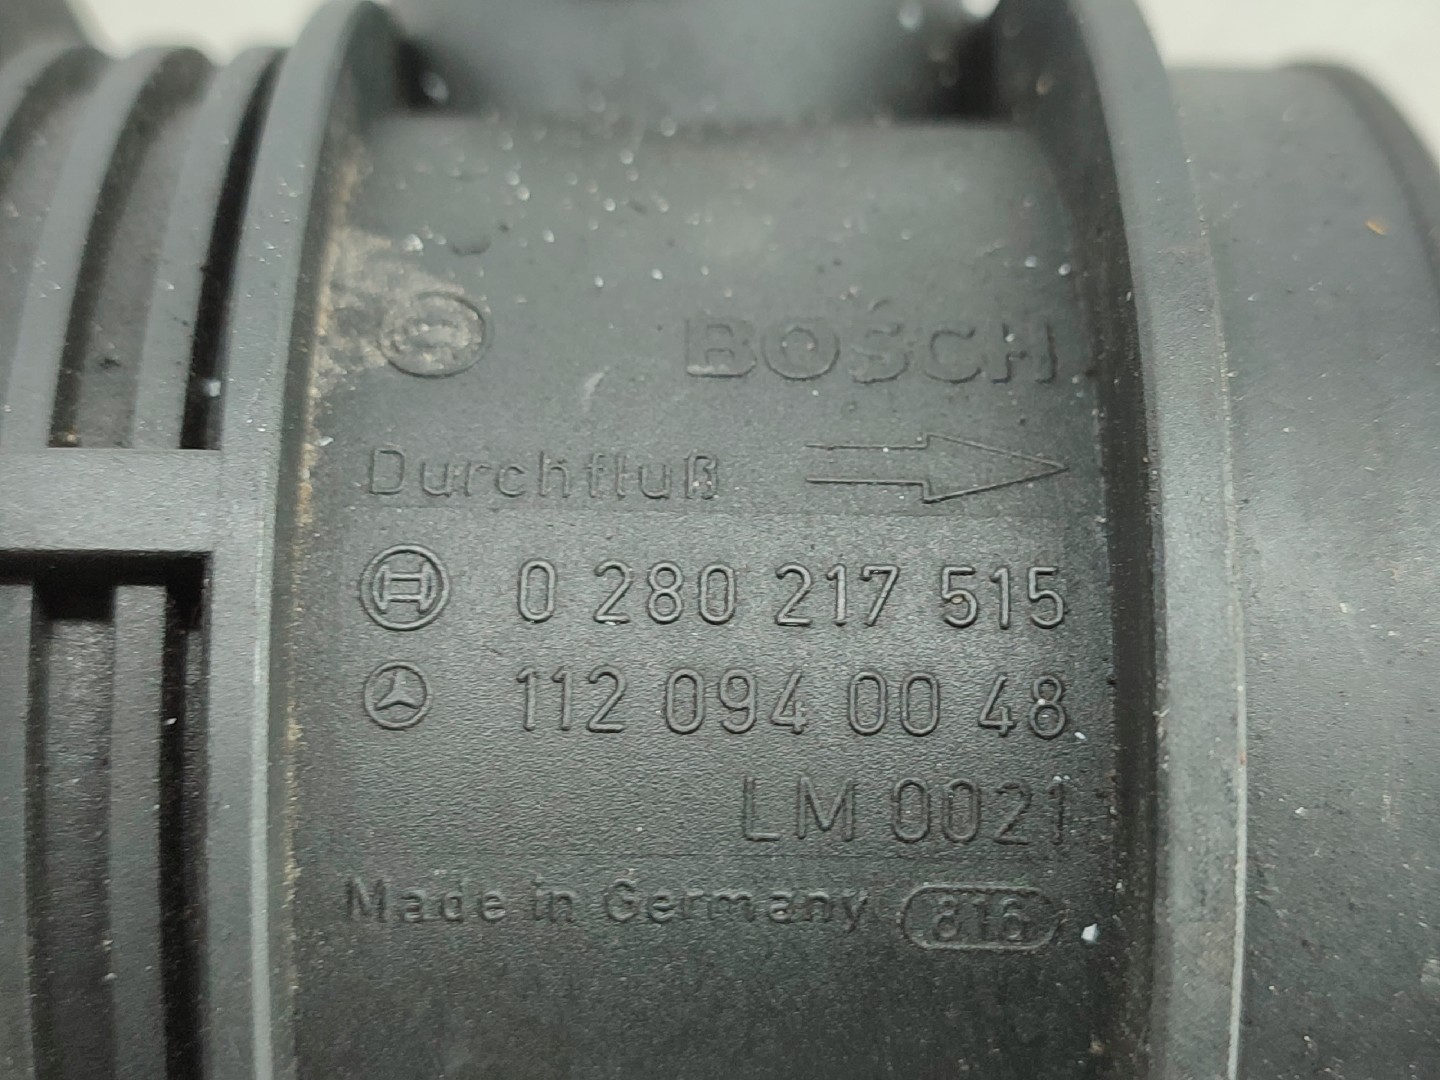 BOSCH
Durchfluß
0 280 217 515
112 094 00 48
LM 0021
Made in Germany 816